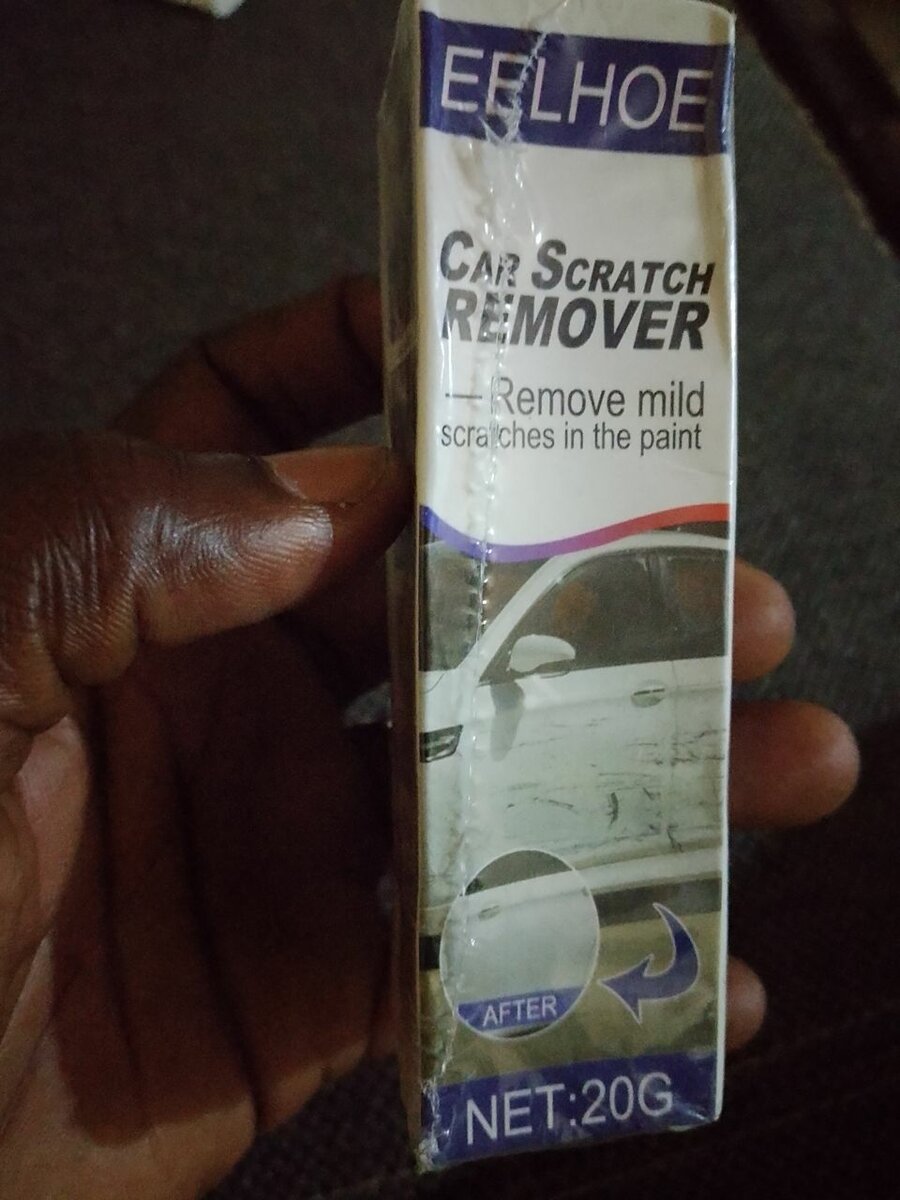 EELHOE
CAR SCRATCH
REMOVER
— Remove mild
scratches in the paint
AFTER
NET:20G